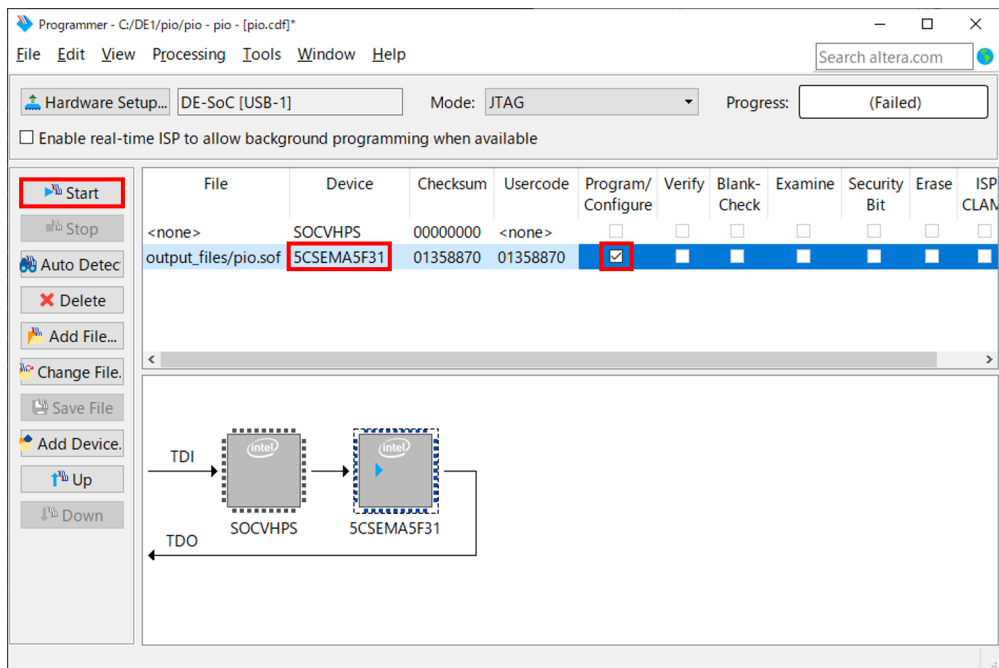 Programmer - C:/DE1/pio/pio - pio - [pio.cdf]*
File Edit View Processing Tools Window Help
Search altera.com
Hardware Setup... DE-SoC [USB-1] Mode: JTAG Progress: (Failed)
Enable real-time ISP to allow background programming when available
Start
Stop
Auto Detec
Delete
Add File...
Change File.
Save File
Add Device.
Up
Down
File Device Checksum Usercode Program/ Verify Blank- Examine Security Erase ISP
Configure Check Bit CLAM
<none> SOCVHPS 00000000 <none>
output_files/pio.sof 5CSEMA5F31 01358870 01358870
TDI
intel
intel
SOCVHPS
5CSEMA5F31
TDO